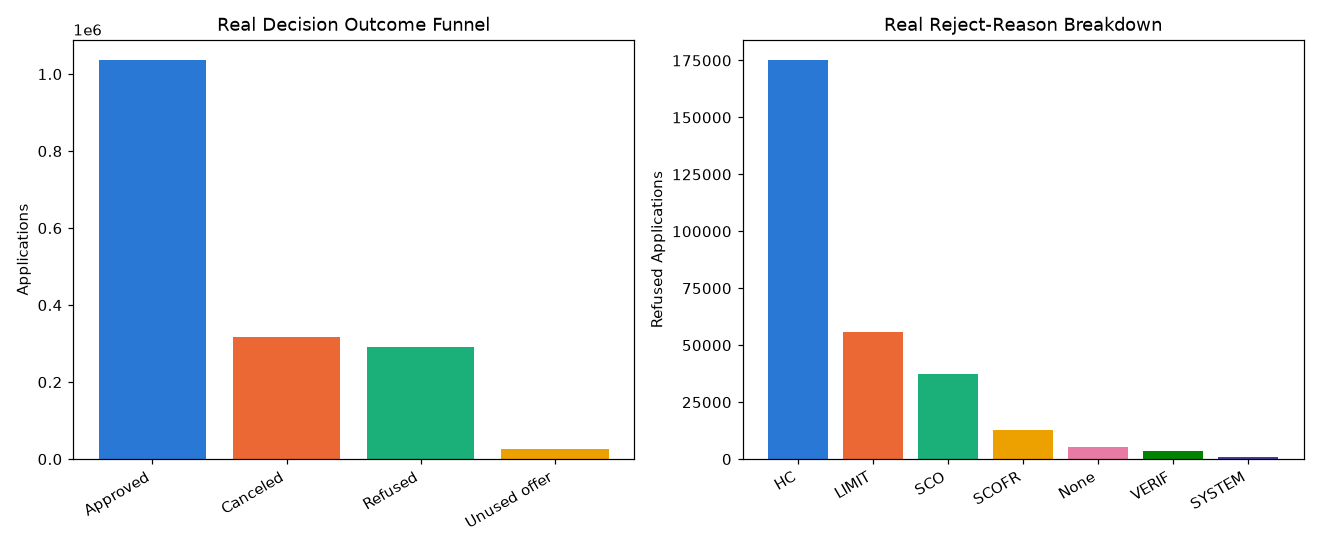 Real Decision Outcome Funnel
1e6
1.0
0.8
0.6
0.4
0.2
0.0
Applications
Approved
Canceled
Refused
Unused offer
Real Reject-Reason Breakdown
175000
150000
125000
100000
75000
50000
25000
0
Refused Applications
HC
LIMIT
SCO
SCOFR
None
VERIF
SYSTEM